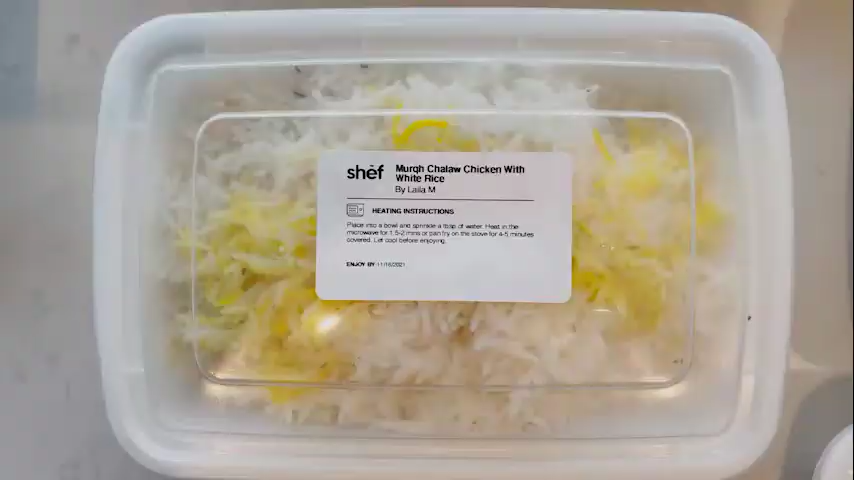 shef
Murgh Chalaw Chicken With
White Rice
By Laila M
HEATING INSTRUCTIONS
Place into a bowl and sprinkle a tbsp of water. Heat in the
microwave for 1.5-2 mins or pan fry on the stove for 4-5 minutes
covered. Let cool before enjoying.
ENJOY BY 11/16/2021